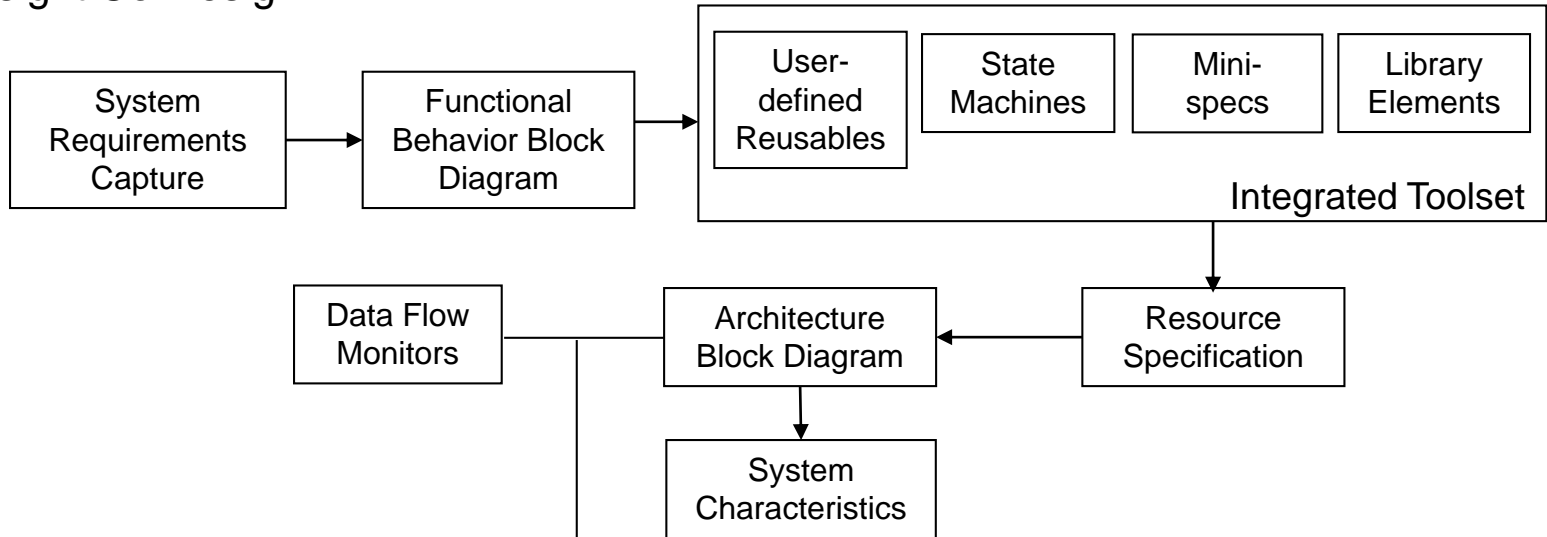 System
Requirements
Capture
Functional
Behavior Block
Diagram
User-
defined
Reusables
State
Machines
Mini-
specs
Library
Elements
Integrated Toolset
Data Flow
Monitors
Architecture
Block Diagram
Resource
Specification
System
Characteristics